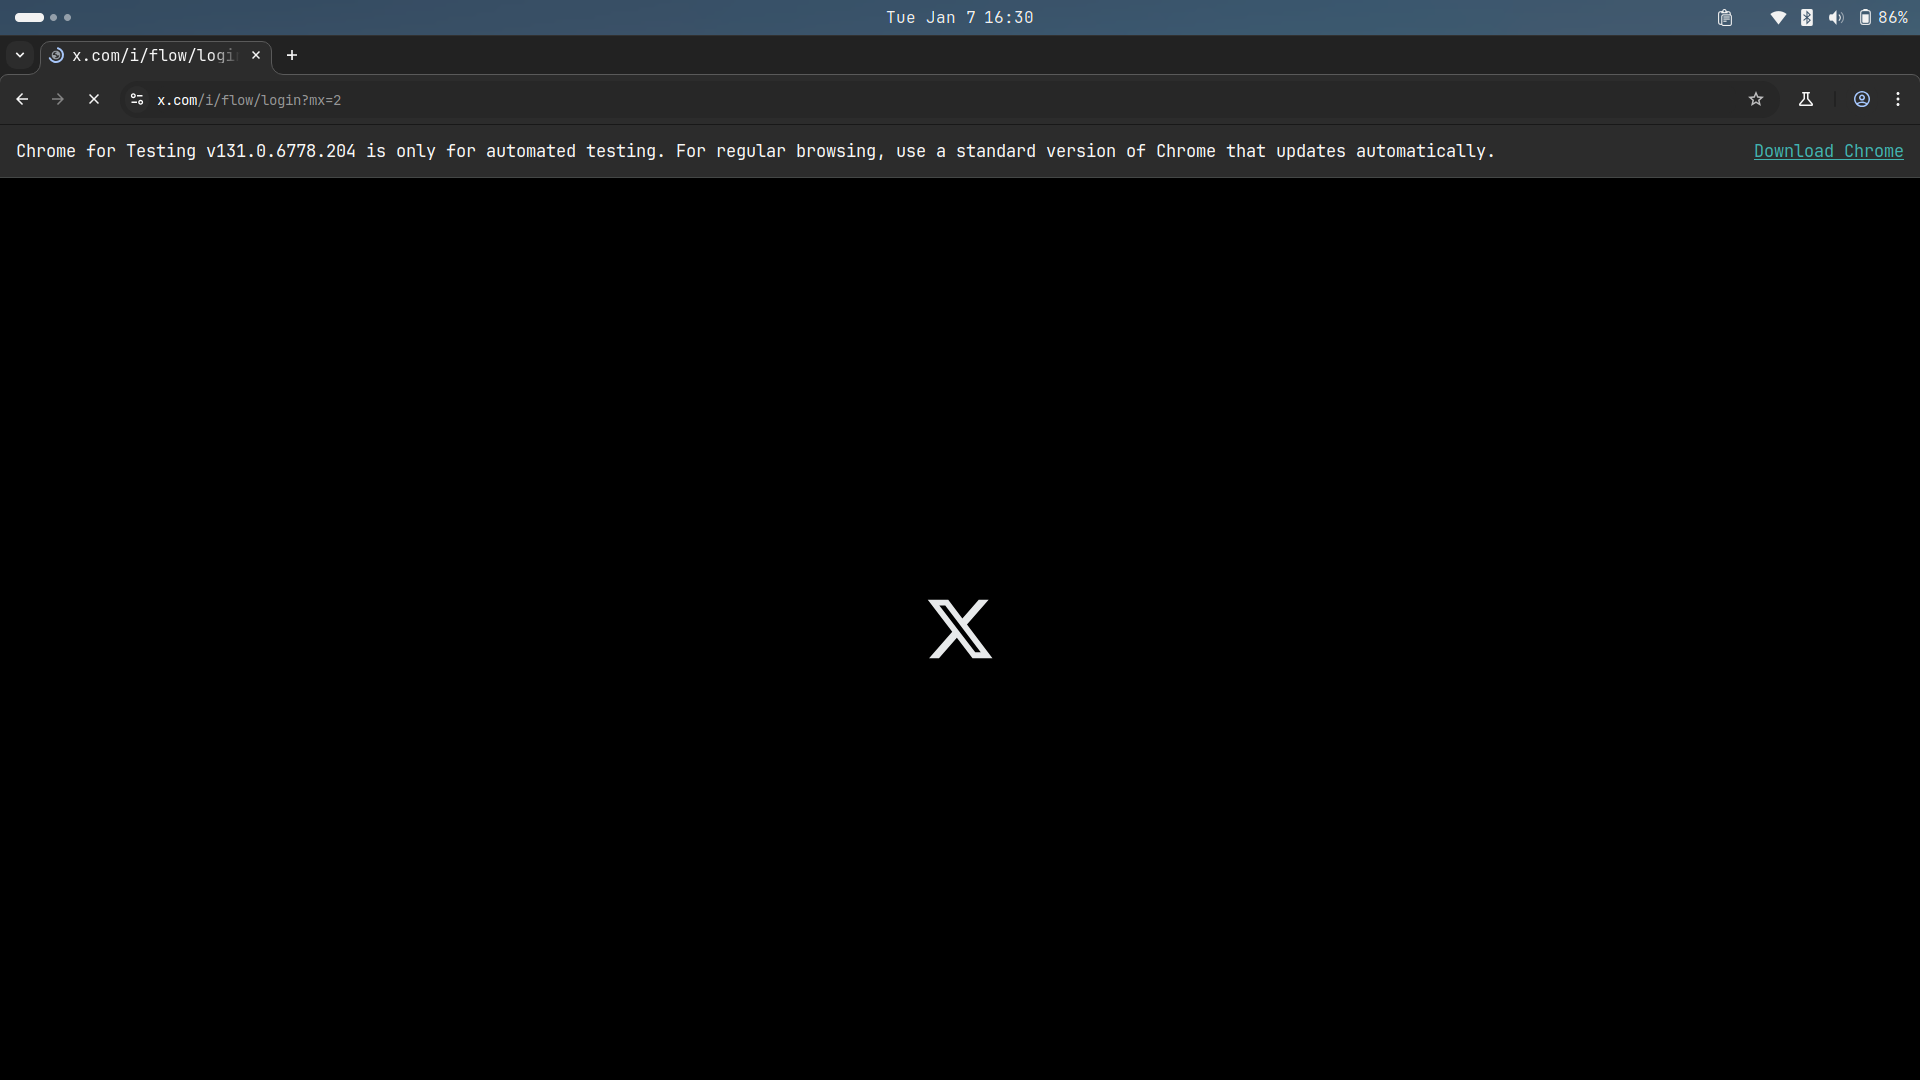 Tue Jan 7 16:30
86%
x.com/i/flow/logi
x.com/i/flow/login?mx=2
Chrome for Testing v131.0.6778.204 is only for automated testing. For regular browsing, use a standard version of Chrome that updates automatically.
Download Chrome